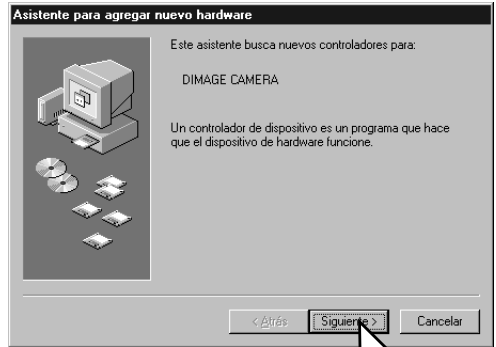 Asistente para agregar nuevo hardware
Este asistente busca nuevos controladores para:
DIMAGE CAMERA
Un controlador de dispositivo es un programa que hace
que el dispositivo de hardware funcione.
< Atrás
Siguiente >
Cancelar